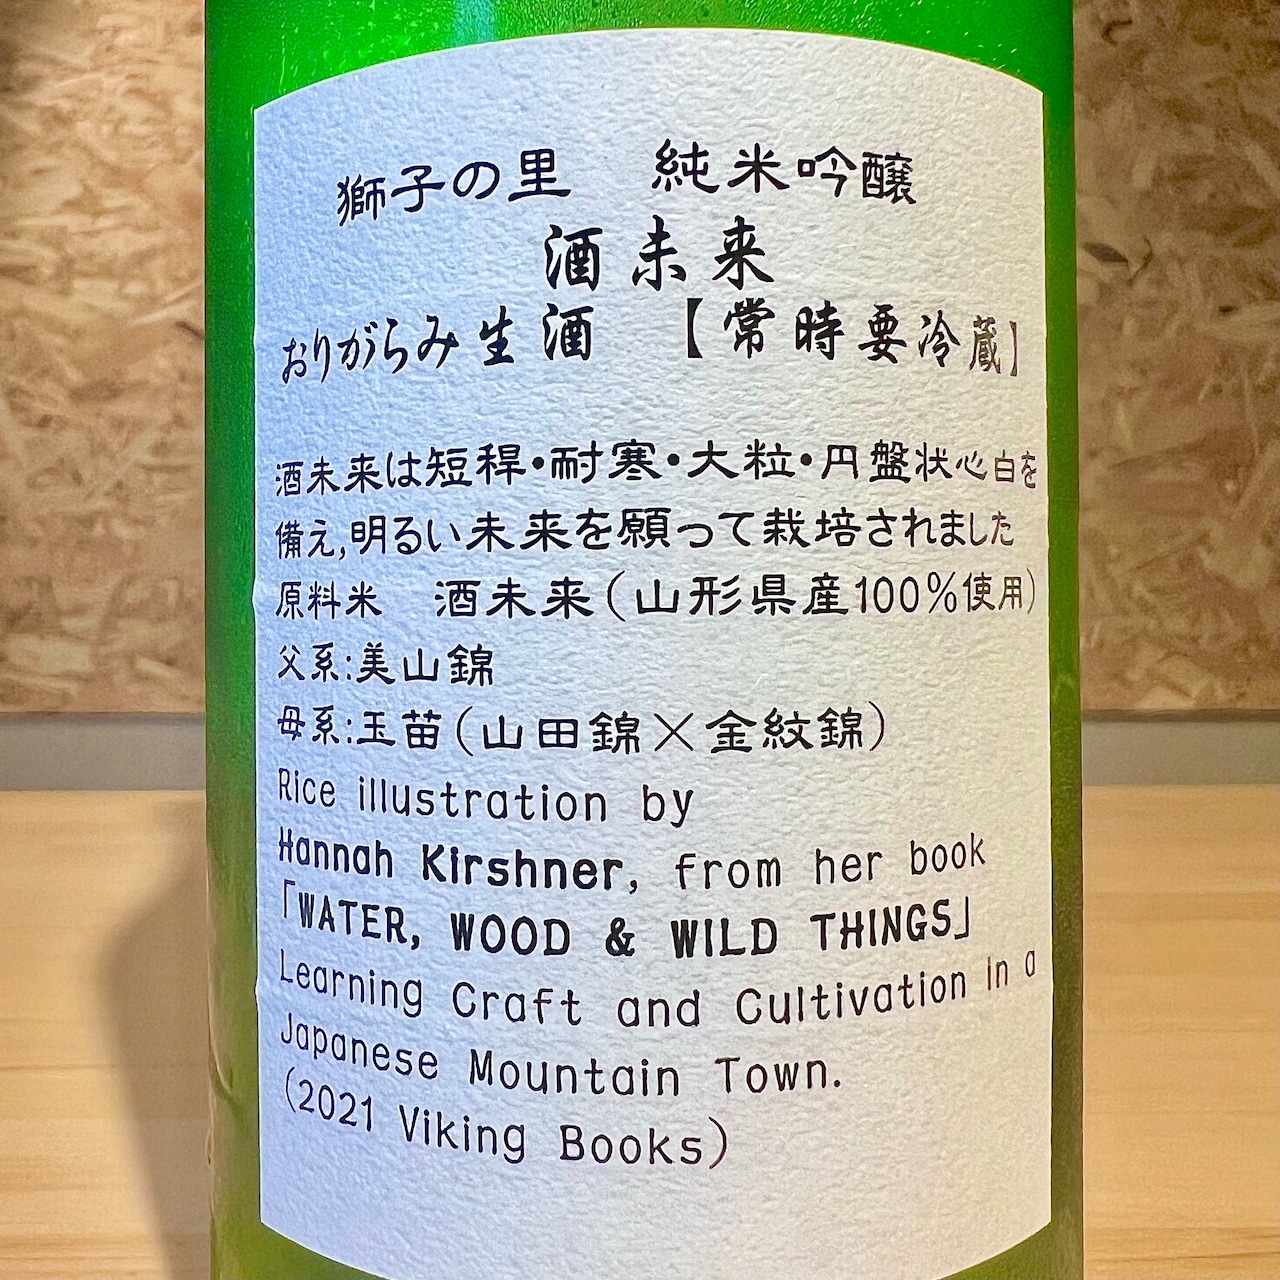 獅子の里　純米吟醸
酒未来
おりがらみ生酒　【常時要冷蔵】
酒未来は短稈・耐寒・大粒・円盤状心白を
備え,明るい未来を願って栽培されました
原料米　酒未来(山形県産100%使用)
父系:美山錦
母系:玉苗(山田錦×金紋錦)
Rice illustration by
Hannah Kirshner, from her book
「WATER, WOOD & WILD THINGS」
Learning Craft and Cultivation in a
Japanese Mountain Town.
(2021 Viking Books)